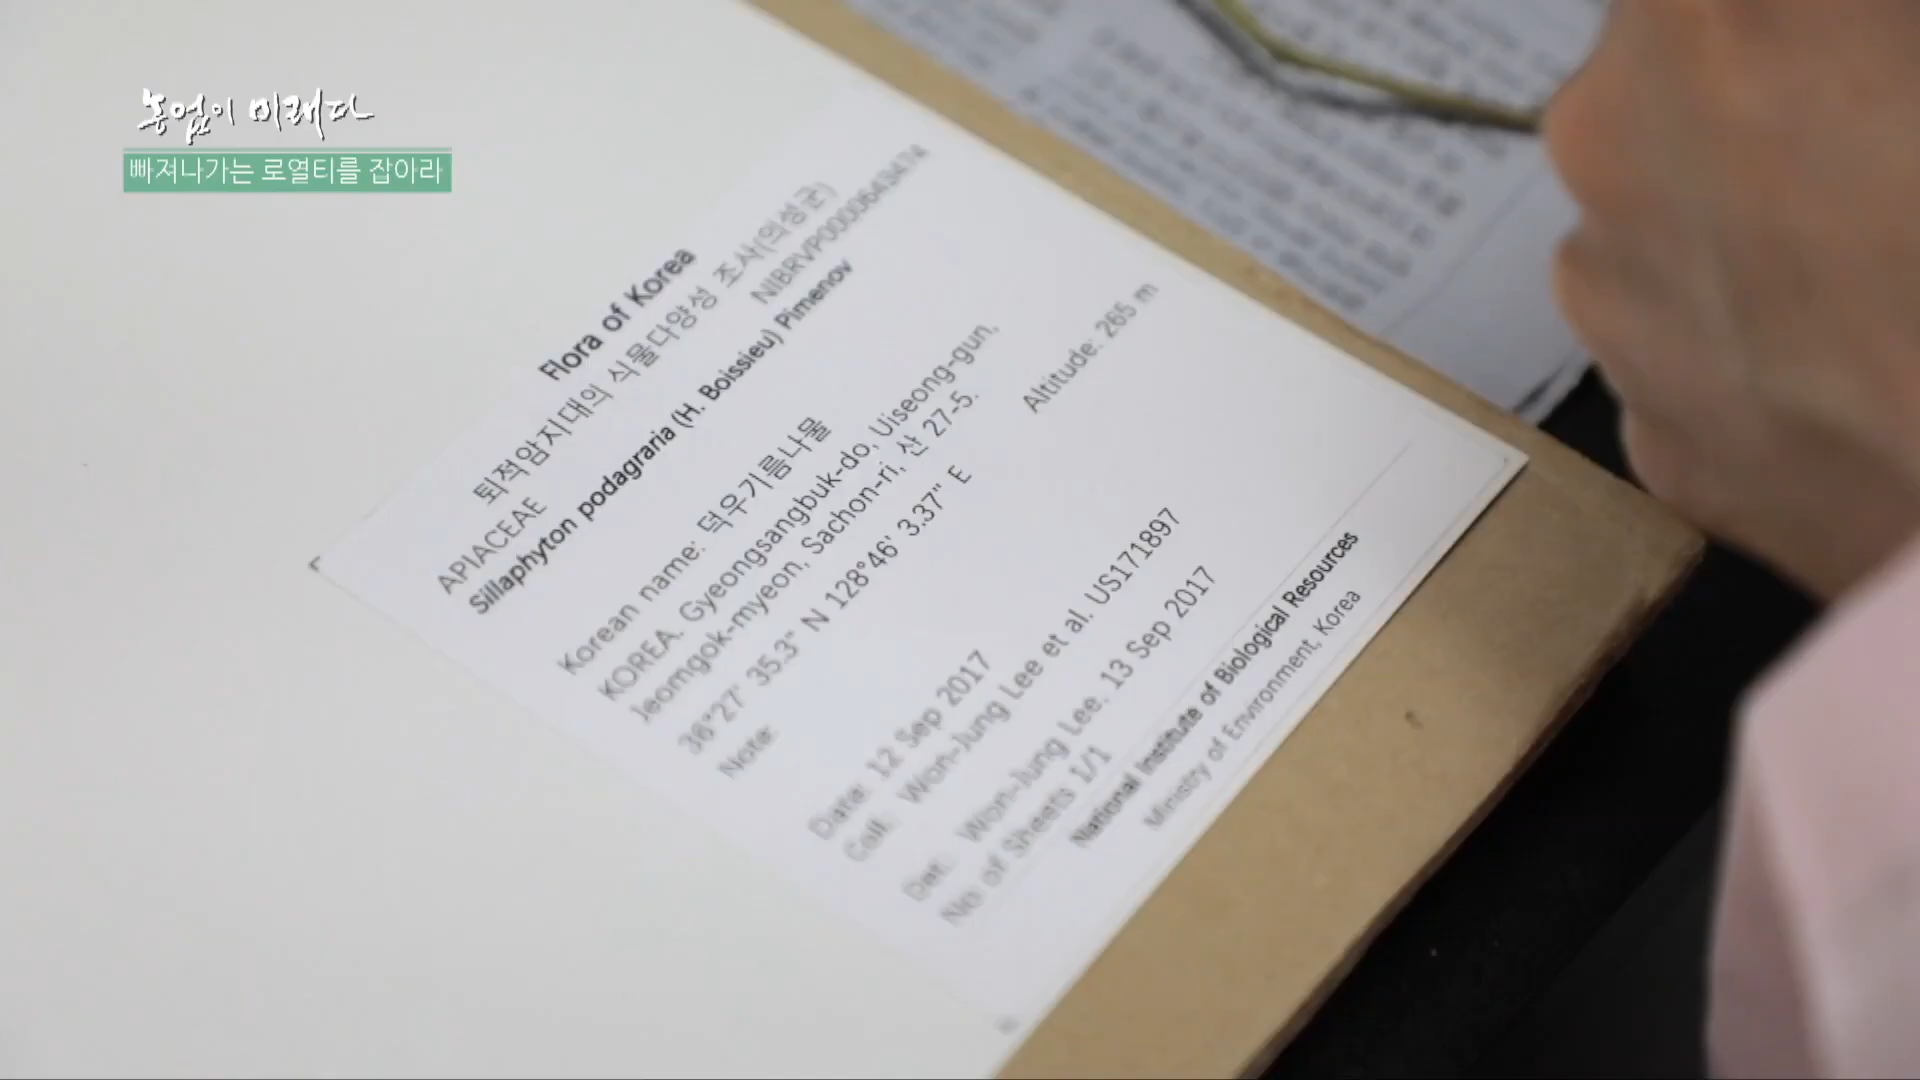 농업이 미래다
빠져나가는 로열티를 잡아라
Flora of Korea
퇴적암지대의 식물다양성 조사(의성군)
NIBRVP0000643474
APIACEAE
Sillaphyton podagraria (H. Boissieu) Pimenov
Korean name: 덕우기름나물
KOREA. Gyeongsangbuk-do, Uiseong-gun,
Jeomgok-myeon, Sachon-ri, 산 27-5.
36°27' 35.3" N 128°46' 3.37" E
Altitude: 265 m
Note:
Date: 12 Sep 2017
Coll. Won-Jung Lee et al. US171897
Det. Won-Jung Lee, 13 Sep 2017
No of Sheets 1/1
National Institute of Biological Resources
Ministry of Environment, Korea